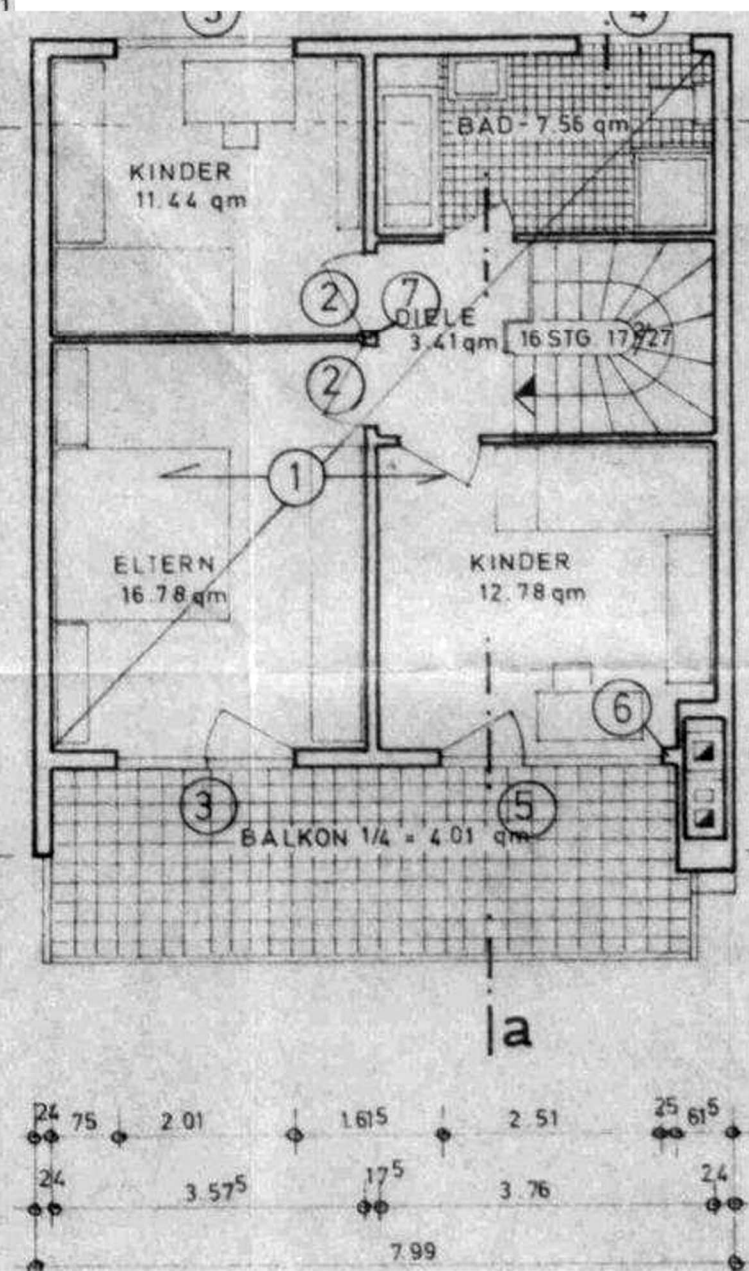 3
4
BAD - 7.56 qm
KINDER
11.44 qm
2
7
DIELE
3.41 qm
16 STG 17 /27
2
1
ELTERN
16.78 qm
KINDER
12.78 qm
6
3
5
BALKON 1/4 = 4.01 qm
a
24 75 2.01 1.61⁵ 2.51 25 61⁵
24 3.57⁵ 17⁵ 3.76 24
7.99